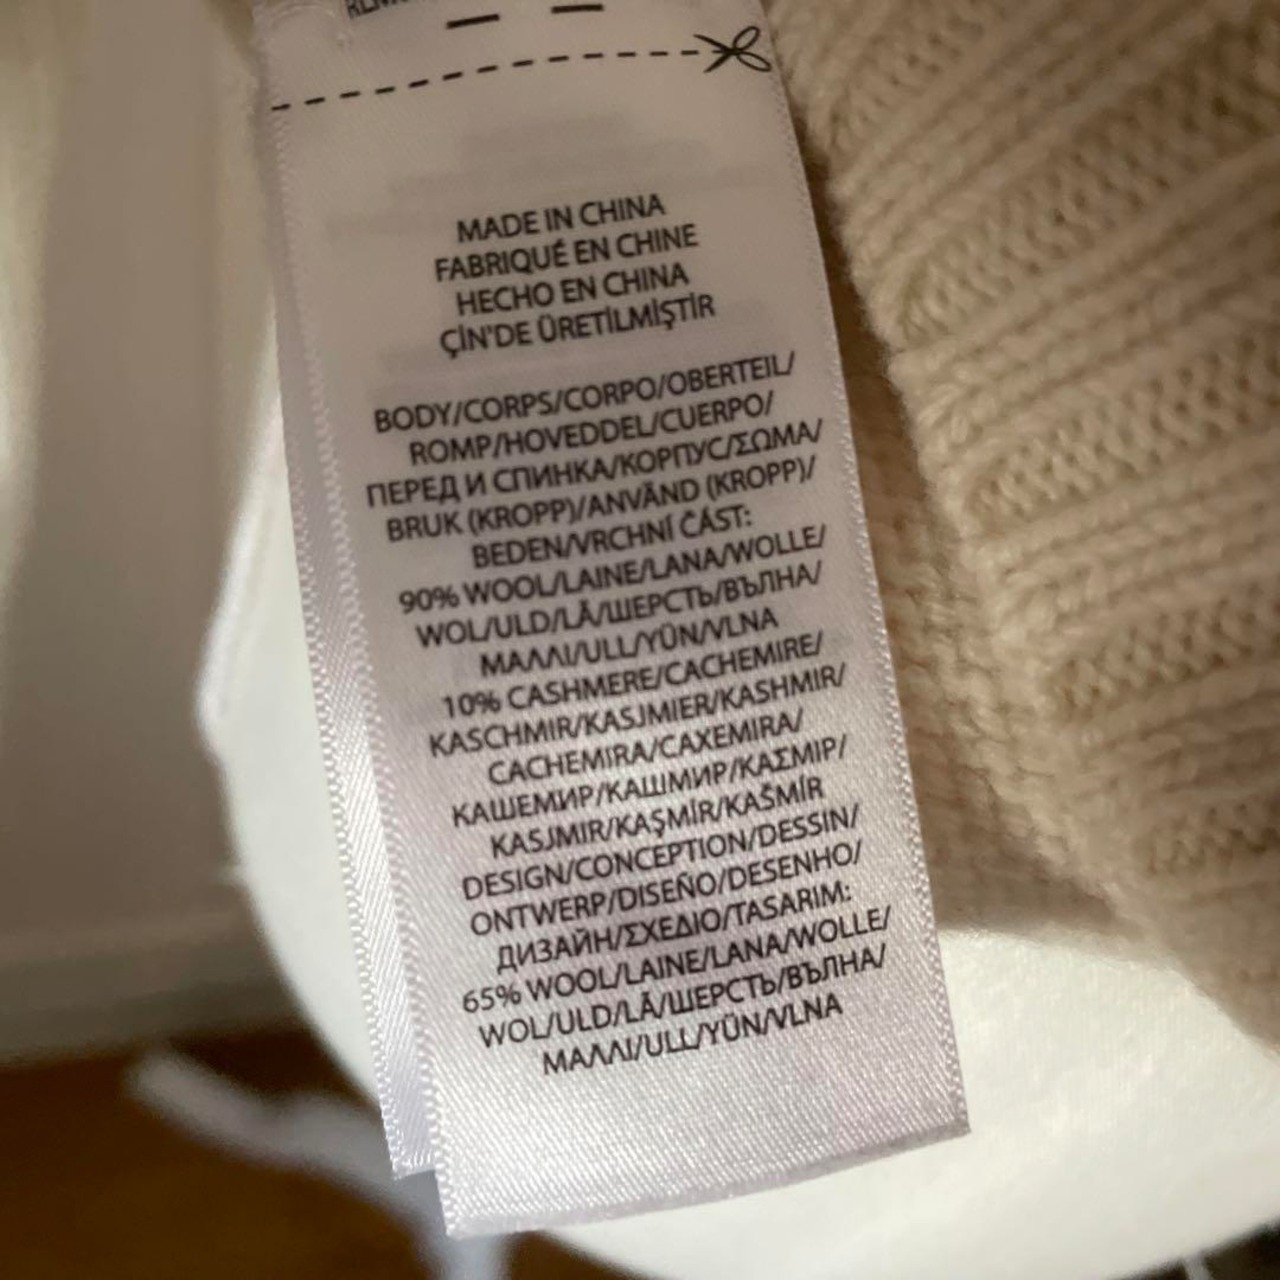 MADE IN CHINA
FABRIQUÉ EN CHINE
HECHO EN CHINA
ÇİN'DE ÜRETİLMİŞTİR
BODY/CORPS/CORPO/OBERTEIL/
ROMP/HOVEDDEL/CUERPO/
ПЕРЕД И СПИНКА/КОРПУС/ΣΩΜΑ/
BRUK (KROPP)/ANVÄND (KROPP)/
BEDEN/VRCHNÍ ČÁST:
90% WOOL/LAINE/LANA/WOLLE/
WOL/ULD/LÃ/ШЕРСТЬ/ВЪЛНА/
ΜΑΛΛΙ/ULL/YÜN/VLNA
10% CASHMERE/CACHEMIRE/
KASCHMIR/KASJMIER/KASHMIR/
CACHEMIRA/CAXEMIRA/
КАШЕМИР/КАШМИР/ΚΑΣΜΙΡ/
KASJMIR/KAŞMİR/KAŠMÍR
DESIGN/CONCEPTION/DESSIN/
ONTWERP/DISEÑO/DESENHO/
ДИЗАЙН/ΣΧΕΔΙΟ/TASARIM:
65% WOOL/LAINE/LANA/WOLLE/
WOL/ULD/LÃ/ШЕРСТЬ/ВЪЛНА/
ΜΑΛΛΙ/ULL/YÜN/VLNA